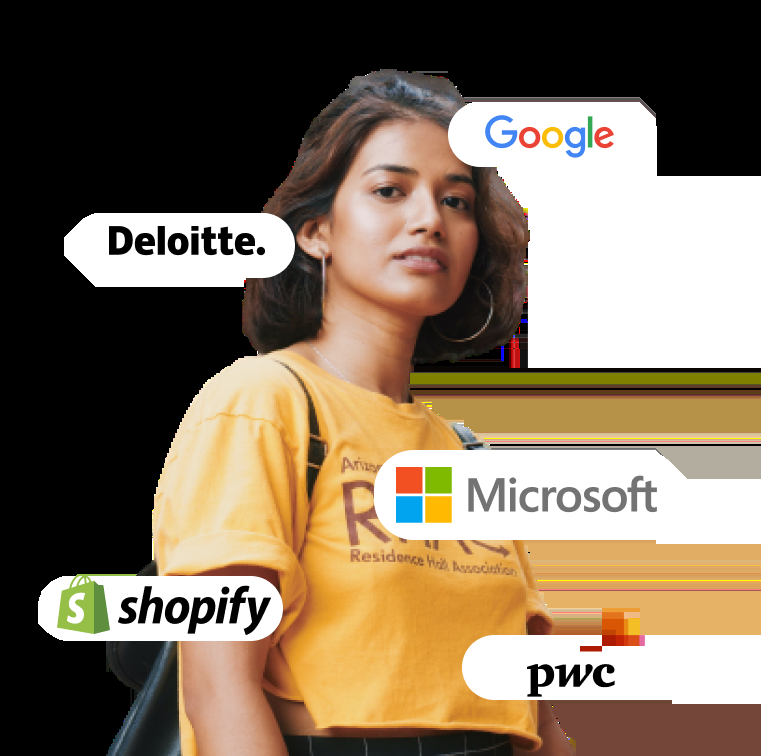 Google
Deloitte.
Microsoft
Residence Hall Association
shopify
pwc